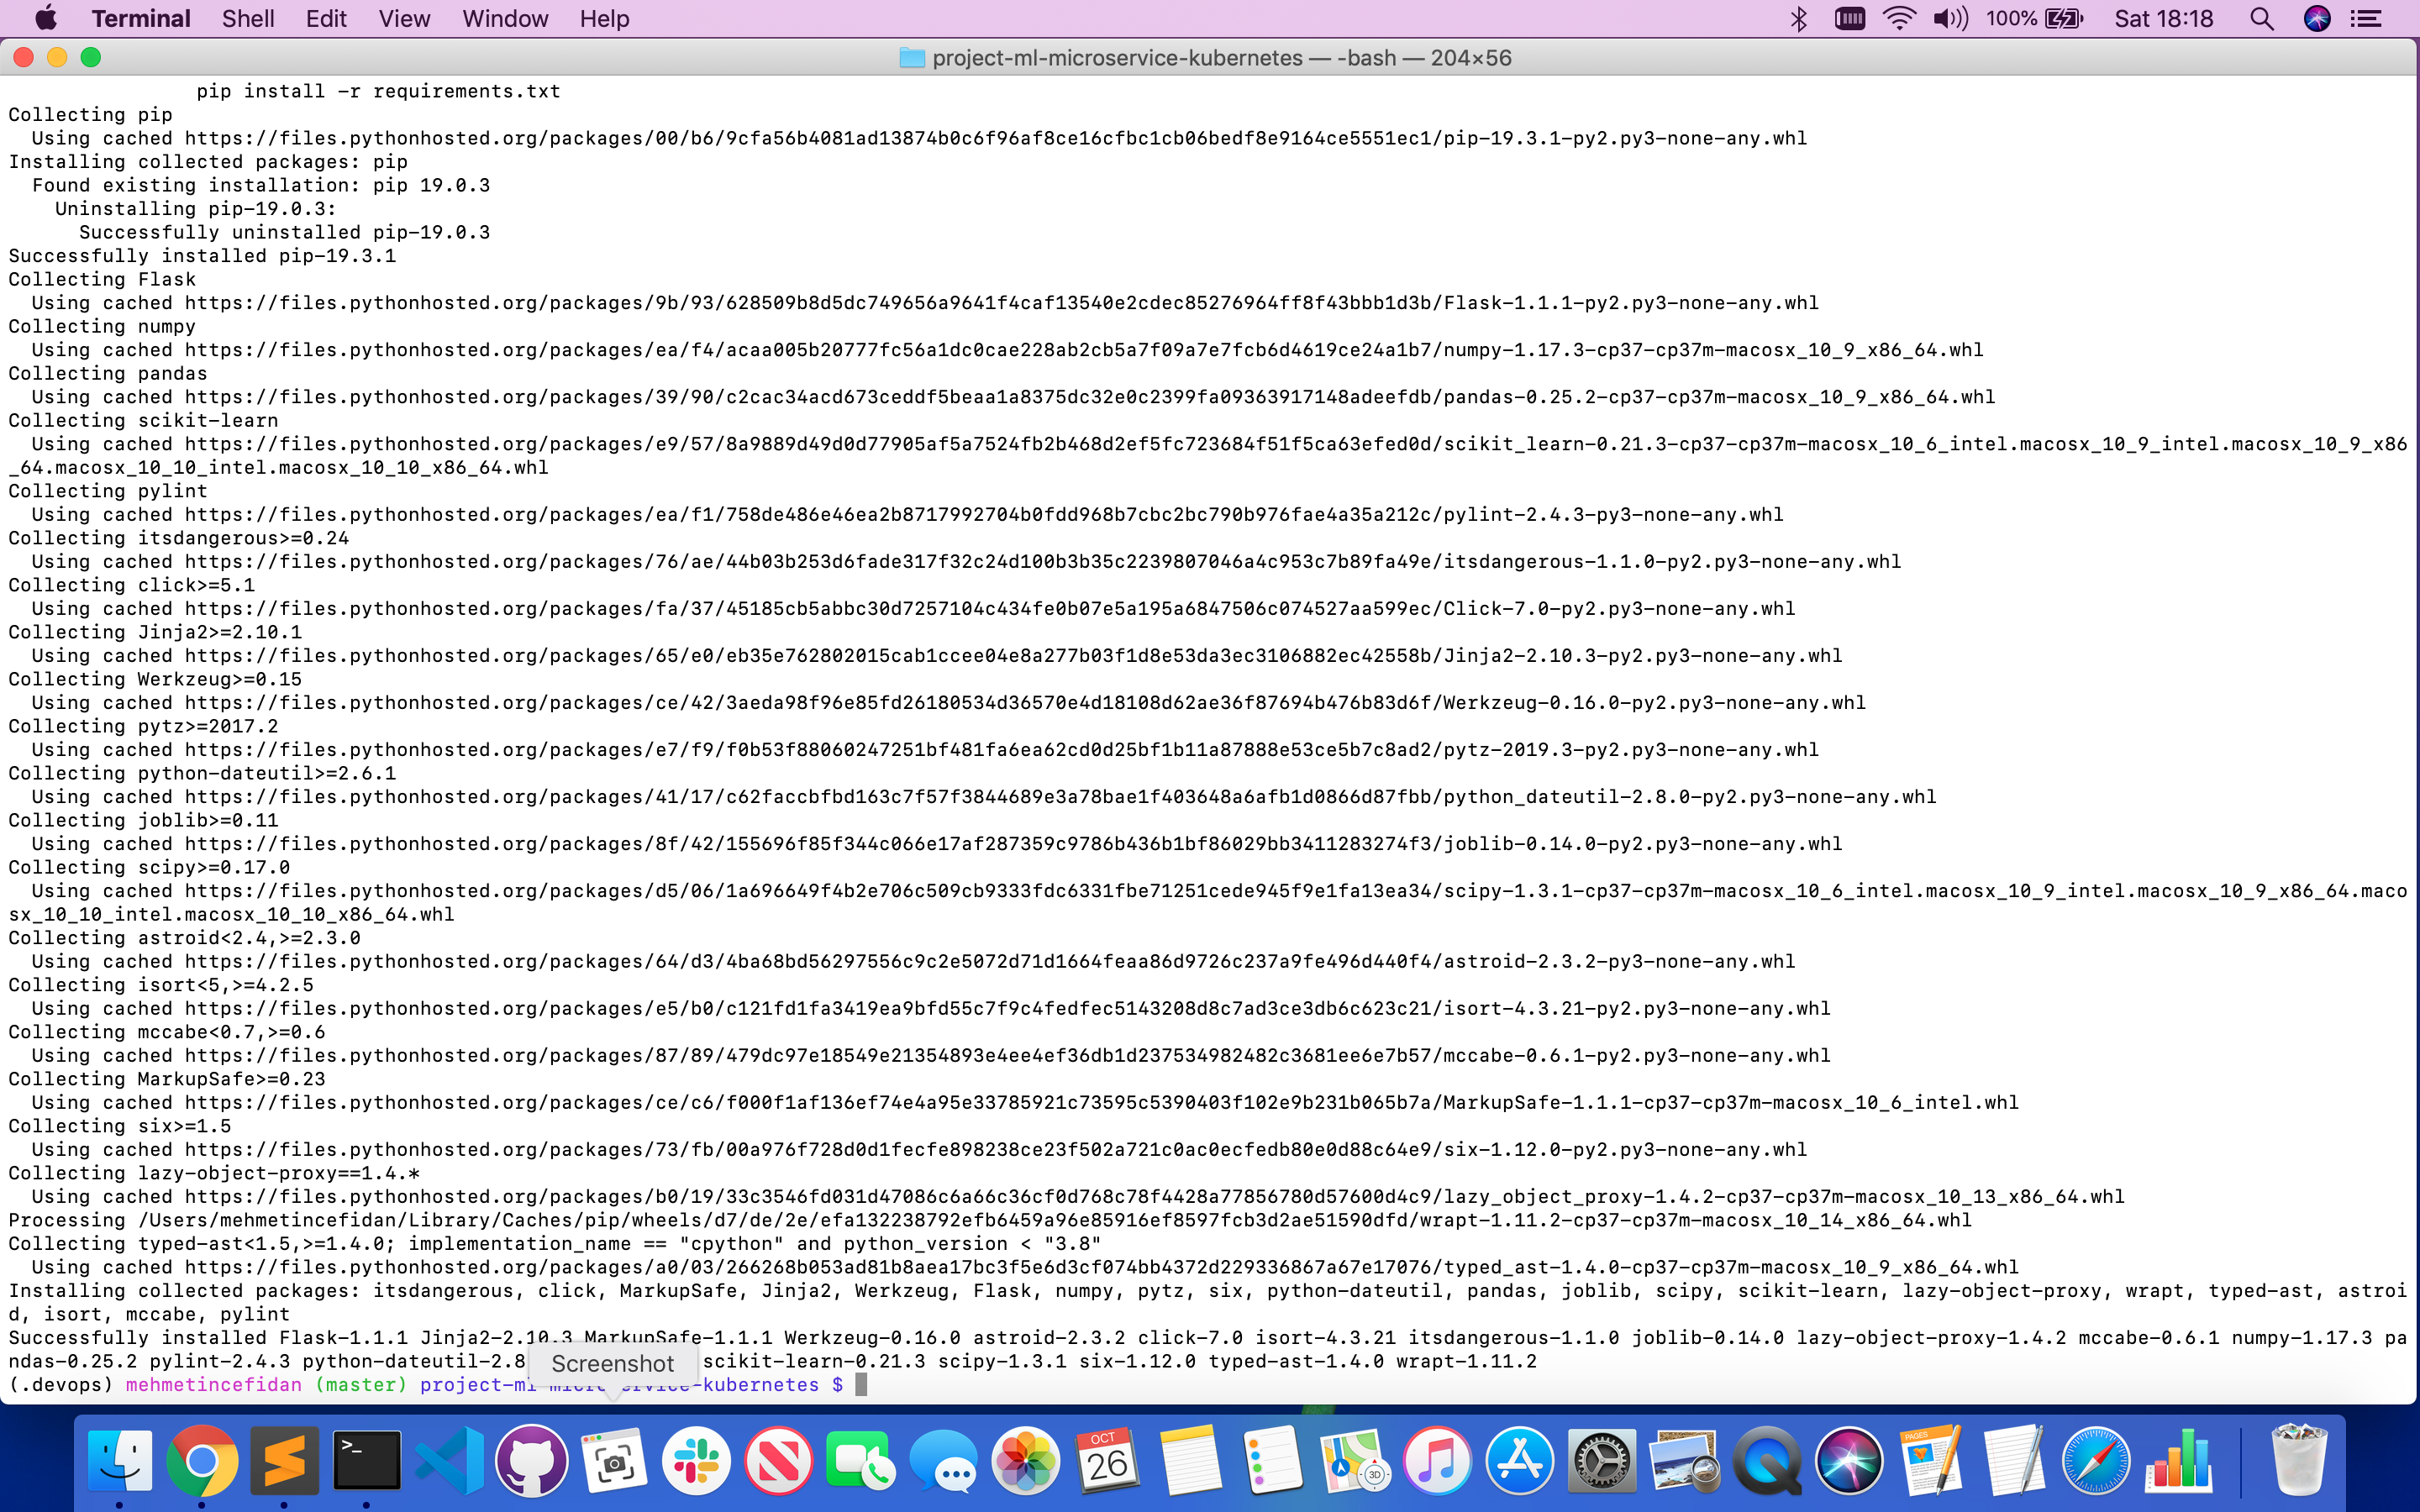 Terminal Shell Edit View Window Help 100% Sat 18:18
project-ml-microservice-kubernetes — -bash — 204×56
pip install -r requirements.txt
Collecting pip
Using cached https://files.pythonhosted.org/packages/00/b6/9cfa56b4081ad13874b0c6f96af8ce16cfbc1cb06bedf8e9164ce5551ec1/pip-19.3.1-py2.py3-none-any.whl
Installing collected packages: pip
Found existing installation: pip 19.0.3
Uninstalling pip-19.0.3:
Successfully uninstalled pip-19.0.3
Successfully installed pip-19.3.1
Collecting Flask
Using cached https://files.pythonhosted.org/packages/9b/93/628509b8d5dc749656a9641f4caf13540e2cdec85276964ff8f43bbb1d3b/Flask-1.1.1-py2.py3-none-any.whl
Collecting numpy
Using cached https://files.pythonhosted.org/packages/ea/f4/acaa005b20777fc56a1dc0cae228ab2cb5a7f09a7e7fcb6d4619ce24a1b7/numpy-1.17.3-cp37-cp37m-macosx_10_9_x86_64.whl
Collecting pandas
Using cached https://files.pythonhosted.org/packages/39/90/c2cac34acd673ceddf5beaa1a8375dc32e0c2399fa09363917148adeefdb/pandas-0.25.2-cp37-cp37m-macosx_10_9_x86_64.whl
Collecting scikit-learn
Using cached https://files.pythonhosted.org/packages/e9/57/8a9889d49d0d77905af5a7524fb2b468d2ef5fc723684f51f5ca63efed0d/scikit_learn-0.21.3-cp37-cp37m-macosx_10_6_intel.macosx_10_9_intel.macosx_10_9_x86
_64.macosx_10_10_intel.macosx_10_10_x86_64.whl
Collecting pylint
Using cached https://files.pythonhosted.org/packages/ea/f1/758de486e46ea2b8717992704b0fdd968b7cbc2bc790b976fae4a35a212c/pylint-2.4.3-py3-none-any.whl
Collecting itsdangerous>=0.24
Using cached https://files.pythonhosted.org/packages/76/ae/44b03b253d6fade317f32c24d100b3b35c2239807046a4c953c7b89fa49e/itsdangerous-1.1.0-py2.py3-none-any.whl
Collecting click>=5.1
Using cached https://files.pythonhosted.org/packages/fa/37/45185cb5abbc30d7257104c434fe0b07e5a195a6847506c074527aa599ec/Click-7.0-py2.py3-none-any.whl
Collecting Jinja2>=2.10.1
Using cached https://files.pythonhosted.org/packages/65/e0/eb35e762802015cab1ccee04e8a277b03f1d8e53da3ec3106882ec42558b/Jinja2-2.10.3-py2.py3-none-any.whl
Collecting Werkzeug>=0.15
Using cached https://files.pythonhosted.org/packages/ce/42/3aeda98f96e85fd26180534d36570e4d18108d62ae36f87694b476b83d6f/Werkzeug-0.16.0-py2.py3-none-any.whl
Collecting pytz>=2017.2
Using cached https://files.pythonhosted.org/packages/e7/f9/f0b53f88060247251bf481fa6ea62cd0d25bf1b11a87888e53ce5b7c8ad2/pytz-2019.3-py2.py3-none-any.whl
Collecting python-dateutil>=2.6.1
Using cached https://files.pythonhosted.org/packages/41/17/c62faccbfbd163c7f57f3844689e3a78bae1f403648a6afb1d0866d87fbb/python_dateutil-2.8.0-py2.py3-none-any.whl
Collecting joblib>=0.11
Using cached https://files.pythonhosted.org/packages/8f/42/155696f85f344c066e17af287359c9786b436b1bf86029bb3411283274f3/joblib-0.14.0-py2.py3-none-any.whl
Collecting scipy>=0.17.0
Using cached https://files.pythonhosted.org/packages/d5/06/1a696649f4b2e706c509cb9333fdc6331fbe71251cede945f9e1fa13ea34/scipy-1.3.1-cp37-cp37m-macosx_10_6_intel.macosx_10_9_intel.macosx_10_9_x86_64.maco
sx_10_10_intel.macosx_10_10_x86_64.whl
Collecting astroid<2.4,>=2.3.0
Using cached https://files.pythonhosted.org/packages/64/d3/4ba68bd56297556c9c2e5072d71d1664feaa86d9726c237a9fe496d440f4/astroid-2.3.2-py3-none-any.whl
Collecting isort<5,>=4.2.5
Using cached https://files.pythonhosted.org/packages/e5/b0/c121fd1fa3419ea9bfd55c7f9c4fedfec5143208d8c7ad3ce3db6c623c21/isort-4.3.21-py2.py3-none-any.whl
Collecting mccabe<0.7,>=0.6
Using cached https://files.pythonhosted.org/packages/87/89/479dc97e18549e21354893e4ee4ef36db1d237534982482c3681ee6e7b57/mccabe-0.6.1-py2.py3-none-any.whl
Collecting MarkupSafe>=0.23
Using cached https://files.pythonhosted.org/packages/ce/c6/f000f1af136ef74e4a95e33785921c73595c5390403f102e9b231b065b7a/MarkupSafe-1.1.1-cp37-cp37m-macosx_10_6_intel.whl
Collecting six>=1.5
Using cached https://files.pythonhosted.org/packages/73/fb/00a976f728d0d1fecfe898238ce23f502a721c0ac0ecfedb80e0d88c64e9/six-1.12.0-py2.py3-none-any.whl
Collecting lazy-object-proxy==1.4.*
Using cached https://files.pythonhosted.org/packages/b0/19/33c3546fd031d47086c6a66c36cf0d768c78f4428a77856780d57600d4c9/lazy_object_proxy-1.4.2-cp37-cp37m-macosx_10_13_x86_64.whl
Processing /Users/mehmetincefidan/Library/Caches/pip/wheels/d7/de/2e/efa132238792efb6459a96e85916ef8597fcb3d2ae51590dfd/wrapt-1.11.2-cp37-cp37m-macosx_10_14_x86_64.whl
Collecting typed-ast<1.5,>=1.4.0; implementation_name == "cpython" and python_version < "3.8"
Using cached https://files.pythonhosted.org/packages/a0/03/266268b053ad81b8aea17bc3f5e6d3cf074bb4372d229336867a67e17076/typed_ast-1.4.0-cp37-cp37m-macosx_10_9_x86_64.whl
Installing collected packages: itsdangerous, click, MarkupSafe, Jinja2, Werkzeug, Flask, numpy, pytz, six, python-dateutil, pandas, joblib, scipy, scikit-learn, lazy-object-proxy, wrapt, typed-ast, astroi
d, isort, mccabe, pylint
Successfully installed Flask-1.1.1 Jinja2-2.10.3 MarkupSafe-1.1.1 Werkzeug-0.16.0 astroid-2.3.2 click-7.0 isort-4.3.21 itsdangerous-1.1.0 joblib-0.14.0 lazy-object-proxy-1.4.2 mccabe-0.6.1 numpy-1.17.3 pa
ndas-0.25.2 pylint-2.4.3 python-dateutil-2.8 scikit-learn-0.21.3 scipy-1.3.1 six-1.12.0 typed-ast-1.4.0 wrapt-1.11.2
Screenshot
(.devops) mehmetincefidan (master) project-ml-microservice-kubernetes $
OCT
26
PAGES
3D